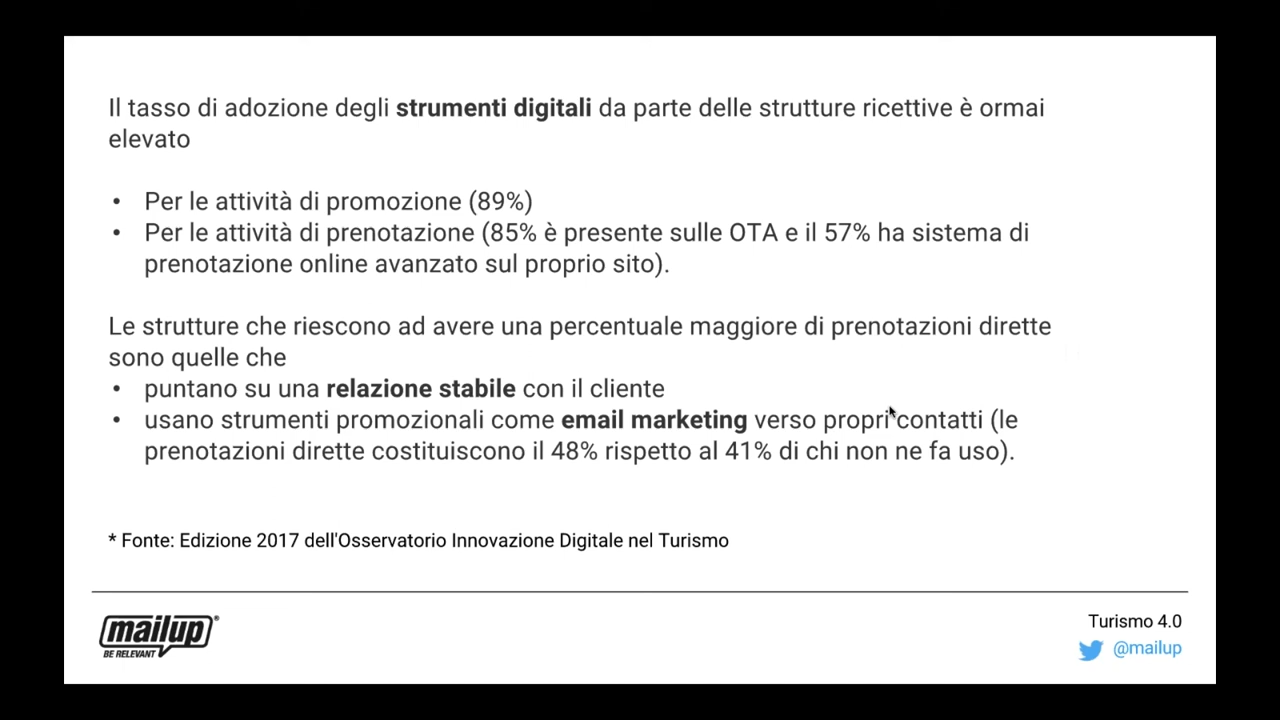 Il tasso di adozione degli strumenti digitali da parte delle strutture ricettive è ormai
elevato
• Per le attività di promozione (89%)
• Per le attività di prenotazione (85% è presente sulle OTA e il 57% ha sistema di
prenotazione online avanzato sul proprio sito).
Le strutture che riescono ad avere una percentuale maggiore di prenotazioni dirette
sono quelle che
• puntano su una relazione stabile con il cliente
• usano strumenti promozionali come email marketing verso propri contatti (le
prenotazioni dirette costituiscono il 48% rispetto al 41% di chi non ne fa uso).
* Fonte: Edizione 2017 dell'Osservatorio Innovazione Digitale nel Turismo
mailup®
BE RELEVANT
Turismo 4.0
@mailup